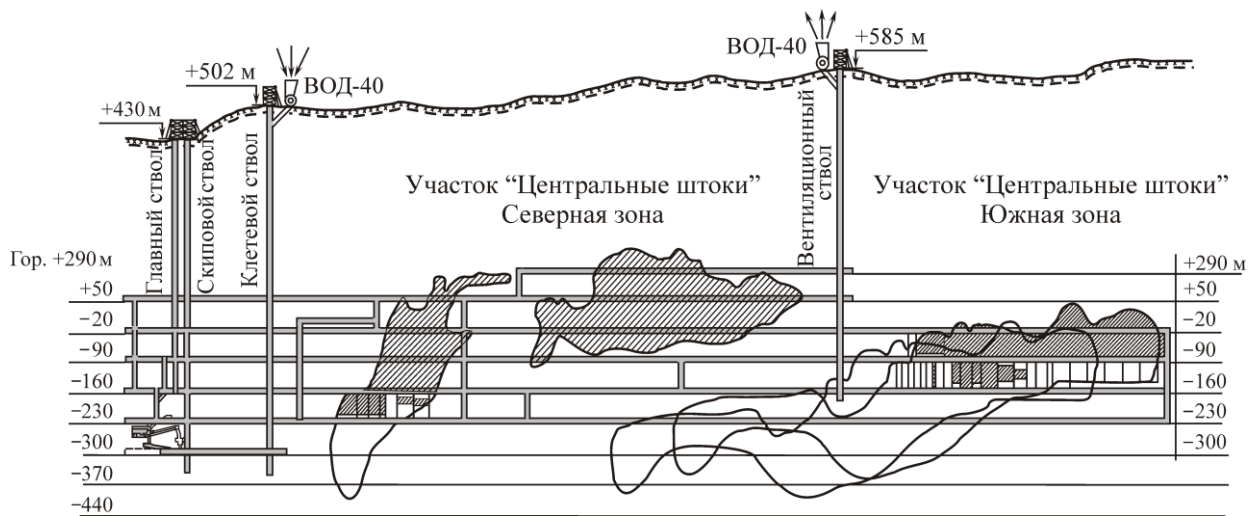 ВОД-40
+585 м
+502 м
ВОД-40
+430м
Главный ствол
Скиповой ствол
Клетевой ствол
Вентиляционный
ствол
Участок “Центральные штоки”
Северная зона
Участок “Центральные штоки”
Южная зона
Гор. +290 м
+50
−20
−90
−160
−230
−300
−370
−440
+290 м
+50
−20
−90
−160
−230
−300